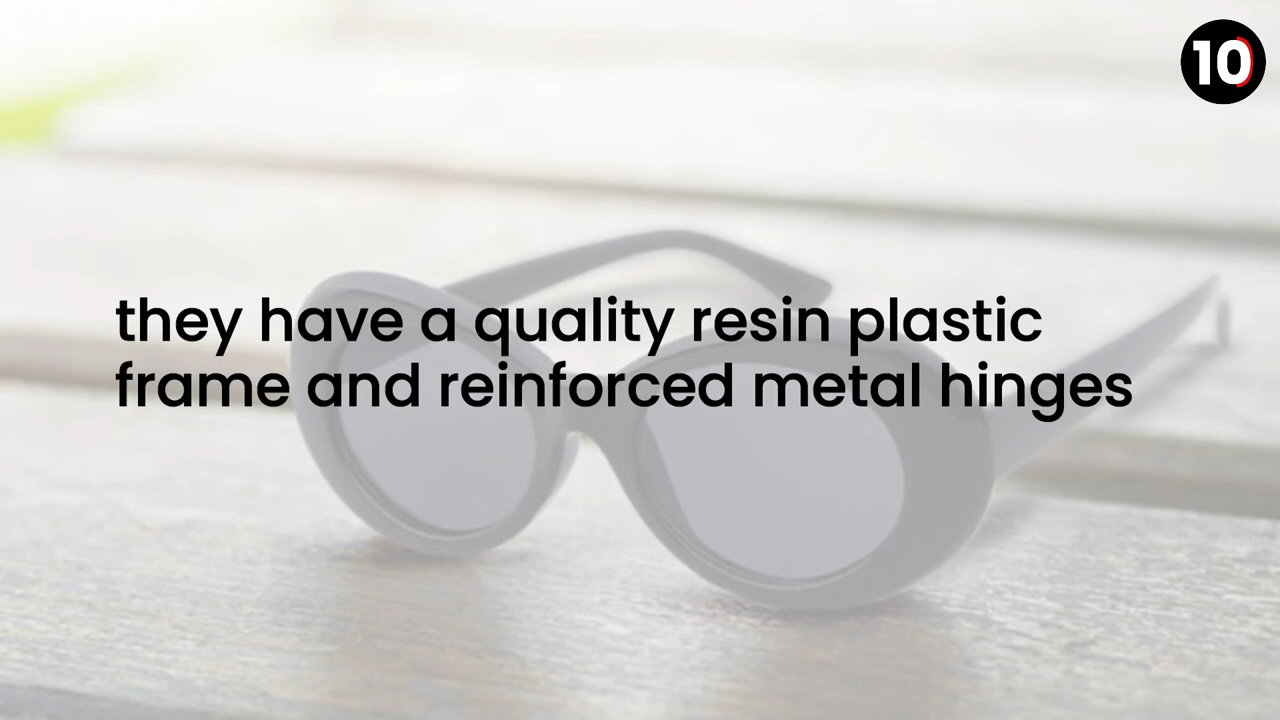 10
they have a quality resin plastic
frame and reinforced metal hinges